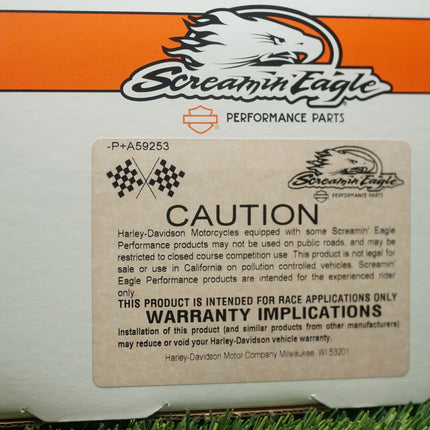 Screamin' Eagle
PERFORMANCE PARTS
-P+A59253
Screamin' Eagle
PERFORMANCE PARTS
CAUTION
Harley-Davidson Motorcycles equipped with some Screamin' Eagle
Performance products may not be used on public roads, and may be
restricted to closed course competition use. This product is not legal for
sale or use in California on pollution controlled vehicles. Screamin'
Eagle Performance products are intended for the experienced rider
only.
THIS PRODUCT IS INTENDED FOR RACE APPLICATIONS ONLY
WARRANTY IMPLICATIONS
Installation of this product (and similar products from other manufacturers)
may reduce or void your Harley-Davidson vehicle warranty.
Harley-Davidson Motor Company Milwaukee, WI 53201